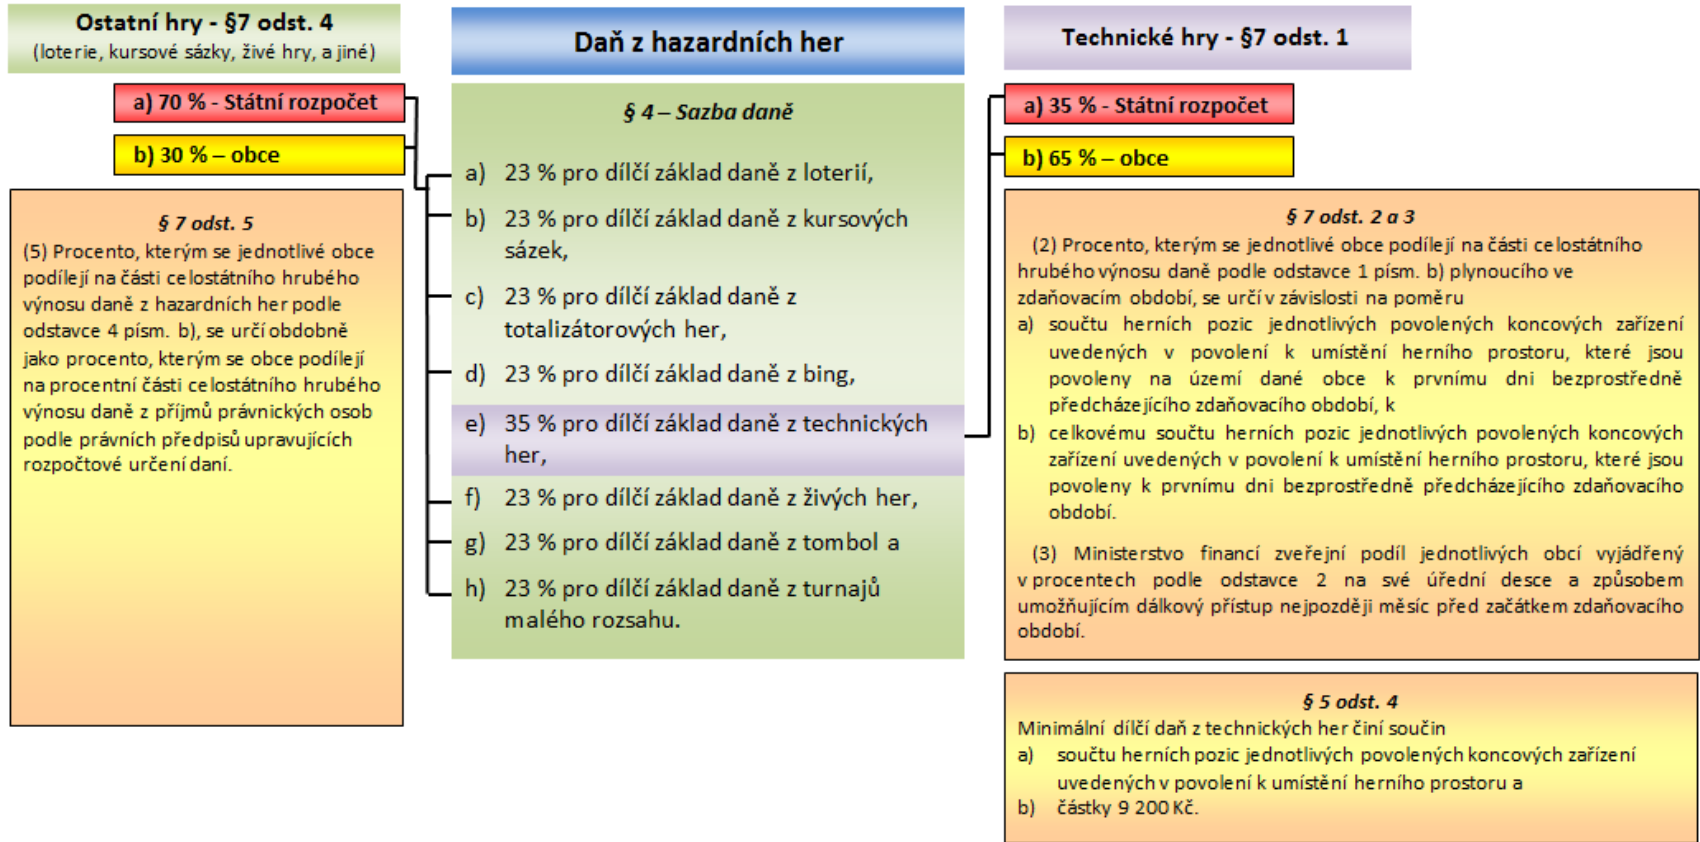 Ostatní hry - §7 odst. 4
(loterie, kursové sázky, živé hry, a jiné)
a) 70 % - Státní rozpočet
b) 30 % – obce
§ 7 odst. 5
(5) Procento, kterým se jednotlivé obce
podílejí na části celostátního hrubého
výnosu daně z hazardních her podle
odstavce 4 písm. b), se určí obdobně
jako procento, kterým se obce podílejí
na procentní části celostátního hrubého
výnosu daně z příjmů právnických osob
podle právních předpisů upravujících
rozpočtové určení daní.
Daň z hazardních her
§ 4 – Sazba daně
a) 23 % pro dílčí základ daně z loterií,
b) 23 % pro dílčí základ daně z kursových
sázek,
c) 23 % pro dílčí základ daně z
totalizátorových her,
d) 23 % pro dílčí základ daně z bing,
e) 35 % pro dílčí základ daně z technických
her,
f) 23 % pro dílčí základ daně z živých her,
g) 23 % pro dílčí základ daně z tombol a
h) 23 % pro dílčí základ daně z turnajů
malého rozsahu.
Technické hry - §7 odst. 1
a) 35 % - Státní rozpočet
b) 65 % – obce
§ 7 odst. 2 a 3
(2) Procento, kterým se jednotlivé obce podílejí na části celostátního
hrubého výnosu daně podle odstavce 1 písm. b) plynoucího ve
zdaňovacím období, se určí v závislosti na poměru
a) součtu herních pozic jednotlivých povolených koncových zařízení
uvedených v povolení k umístění herního prostoru, které jsou
povoleny na území dané obce k prvnímu dni bezprostředně
předcházejícího zdaňovacího období, k
b) celkovému součtu herních pozic jednotlivých povolených koncových
zařízení uvedených v povolení k umístění herního prostoru, které jsou
povoleny k prvnímu dni bezprostředně předcházejícího zdaňovacího
období.
(3) Ministerstvo financí zveřejní podíl jednotlivých obcí vyjádřený
v procentech podle odstavce 2 na své úřední desce a způsobem
umožňujícím dálkový přístup nejpozději měsíc před začátkem zdaňovacího
období.
§ 5 odst. 4
Minimální dílčí daň z technických her činí součin
a) součtu herních pozic jednotlivých povolených koncových zařízení
uvedených v povolení k umístění herního prostoru a
b) částky 9 200 Kč.